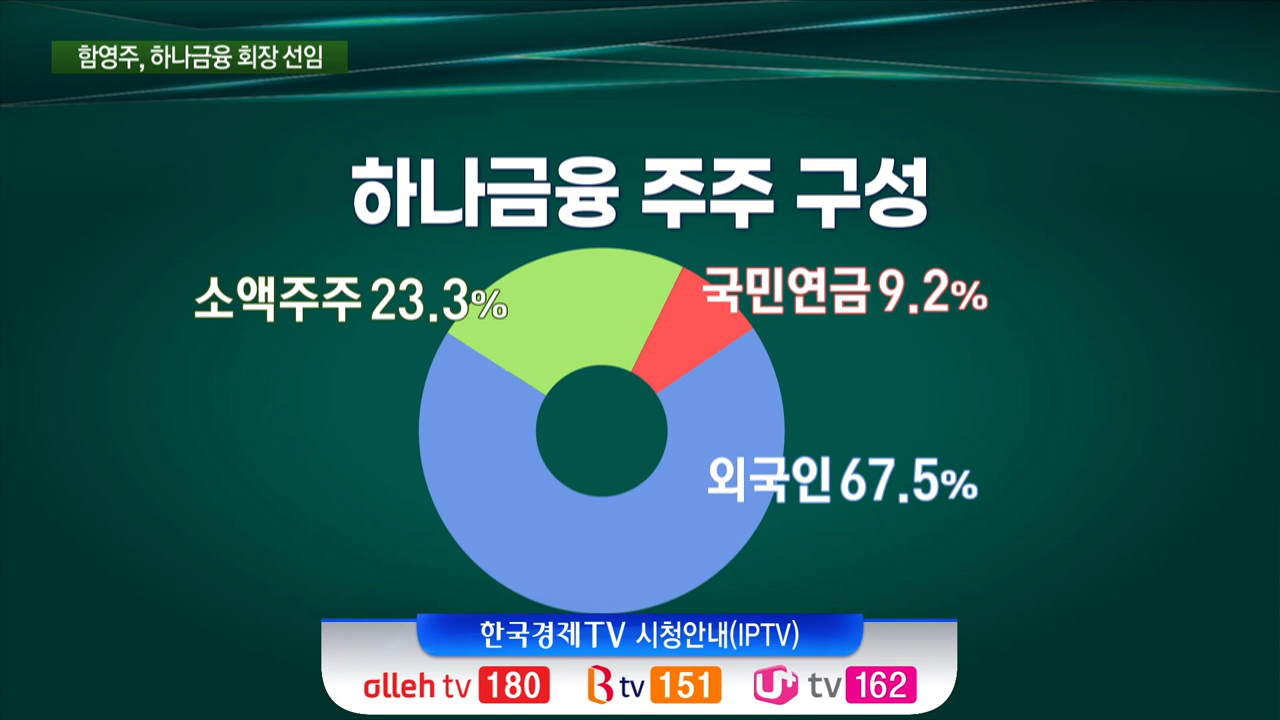 함영주, 하나금융 회장 선임
하나금융 주주 구성
소액주주 23.3%
국민연금 9.2%
외국인 67.5%
한국경제TV 시청안내(IPTV)
olleh tv 180 B tv 151 U+ tv 162